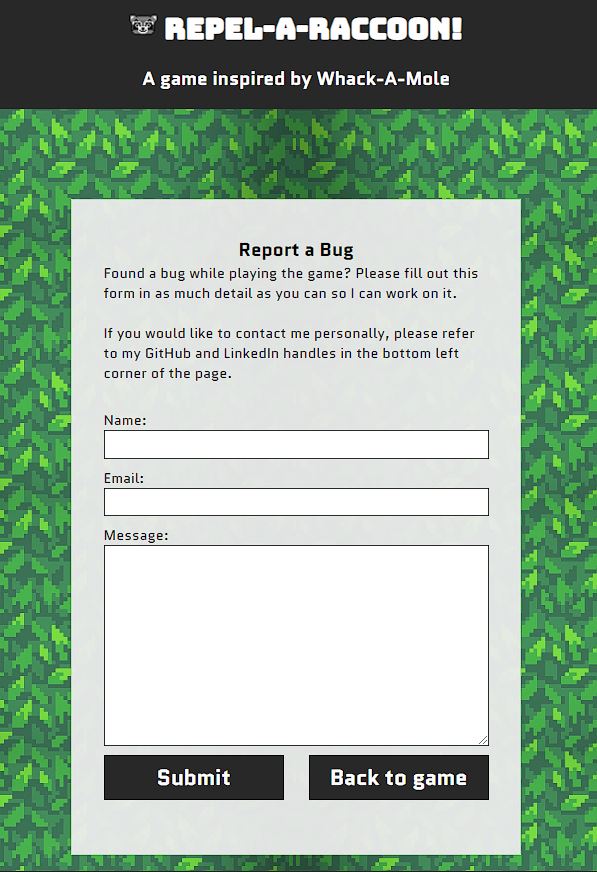 REPEL-A-RACCOON!
A game inspired by Whack-A-Mole
Report a Bug
Found a bug while playing the game? Please fill out this
form in as much detail as you can so I can work on it.
If you would like to contact me personally, please refer
to my GitHub and LinkedIn handles in the bottom left
corner of the page.
Name:
Email:
Message:
Submit
Back to game